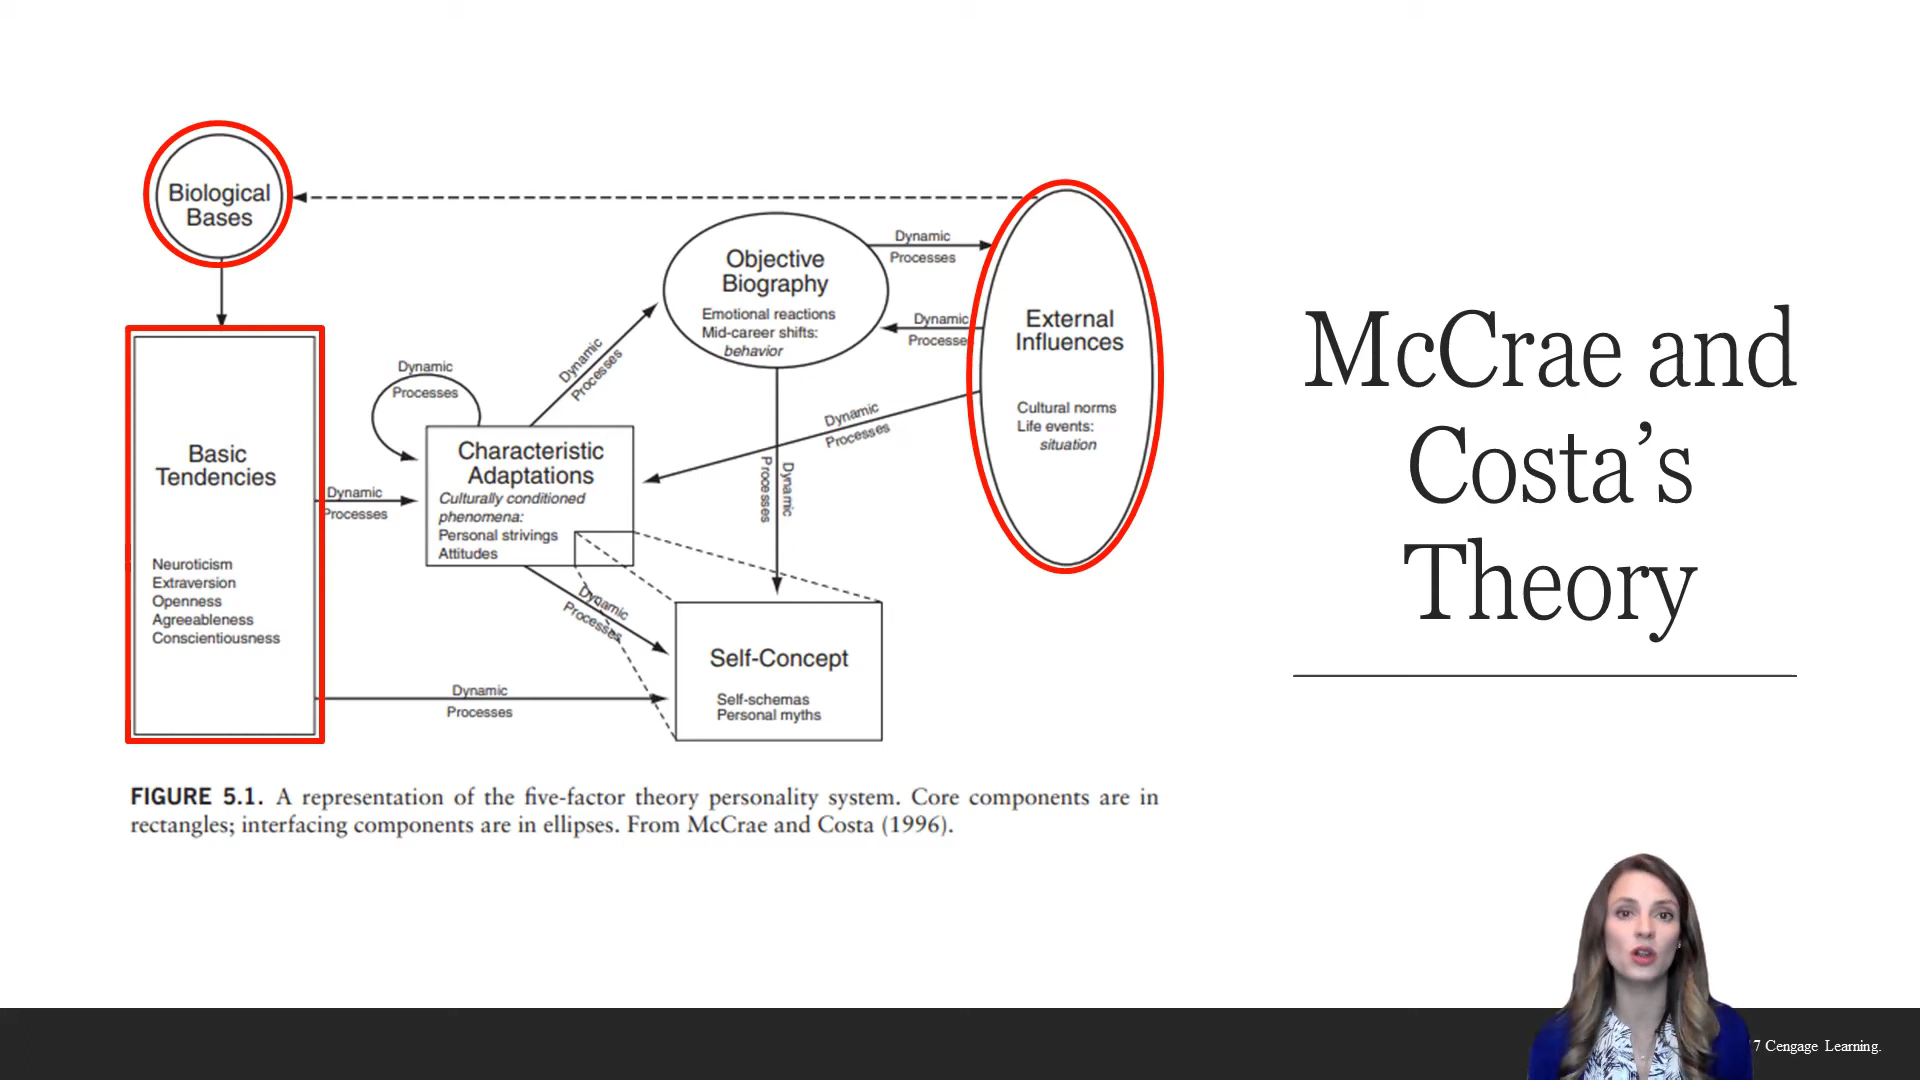 Biological
Bases
Dynamic
Processes
Objective
Biography
Emotional reactions
Mid-career shifts:
behavior
Dynamic
Processes
External
Influences
Cultural norms
Life events:
situation
Dynamic
Processes
Dynamic
Processes
Dynamic
Processes
Basic
Tendencies
Neuroticism
Extraversion
Openness
Agreeableness
Conscientiousness
Dynamic
Processes
Characteristic
Adaptations
Culturally conditioned
phenomena:
Personal strivings
Attitudes
Dynamic
Processes
Dynamic
Processes
Self-Concept
Self-schemas
Personal myths
Dynamic
Processes
FIGURE 5.1. A representation of the five-factor theory personality system. Core components are in
rectangles; interfacing components are in ellipses. From McCrae and Costa (1996).
McCrae and
Costa’s
Theory
7 Cengage Learning.